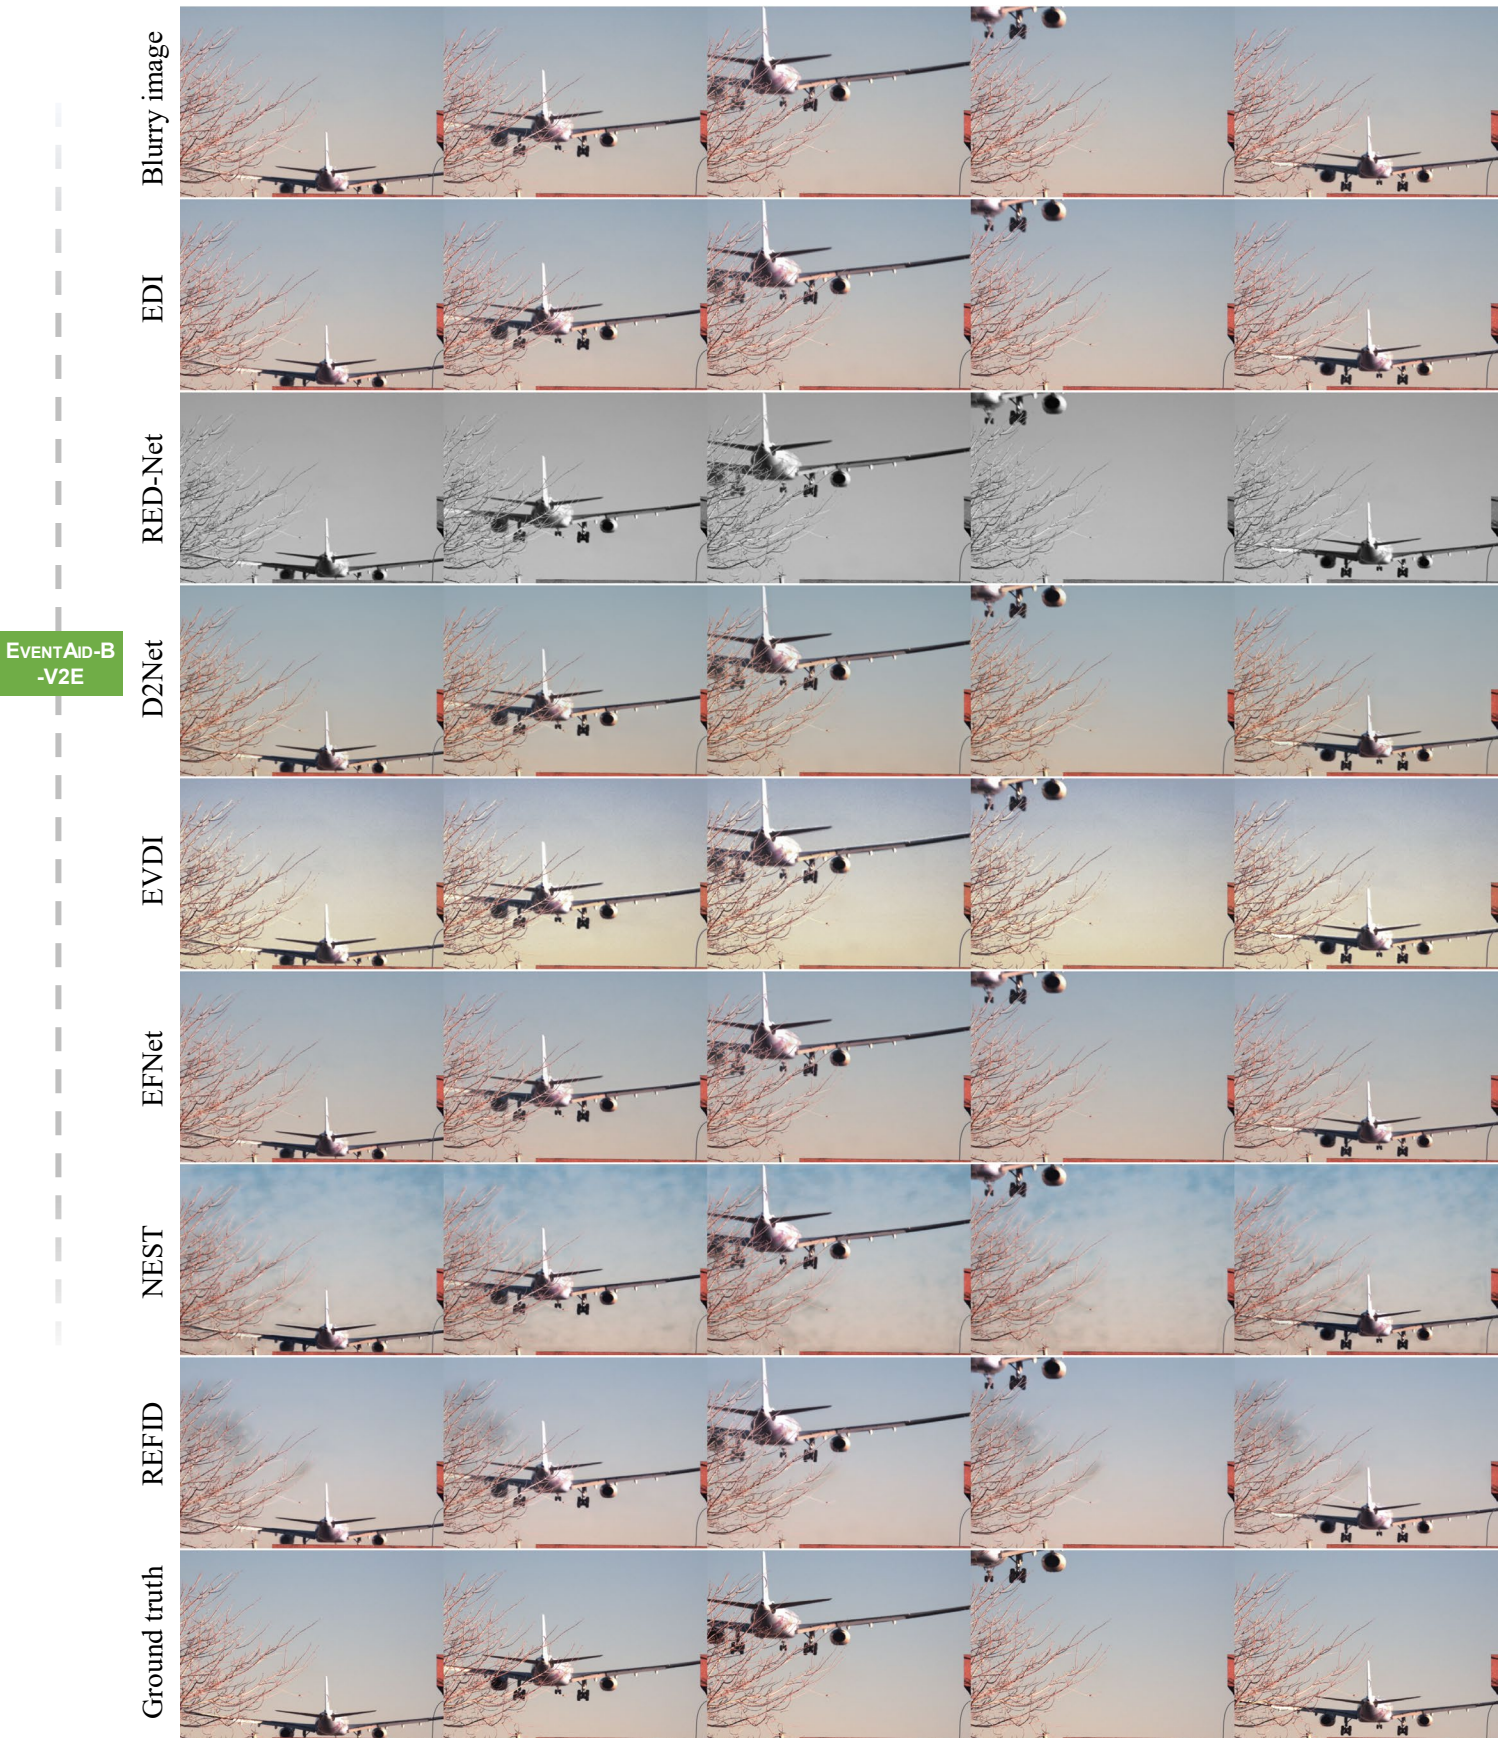 Blurry image
EDI
RED-Net
D2Net
EVENTAID-B
-V2E
EVDI
EFNet
NEST
REFID
Ground truth